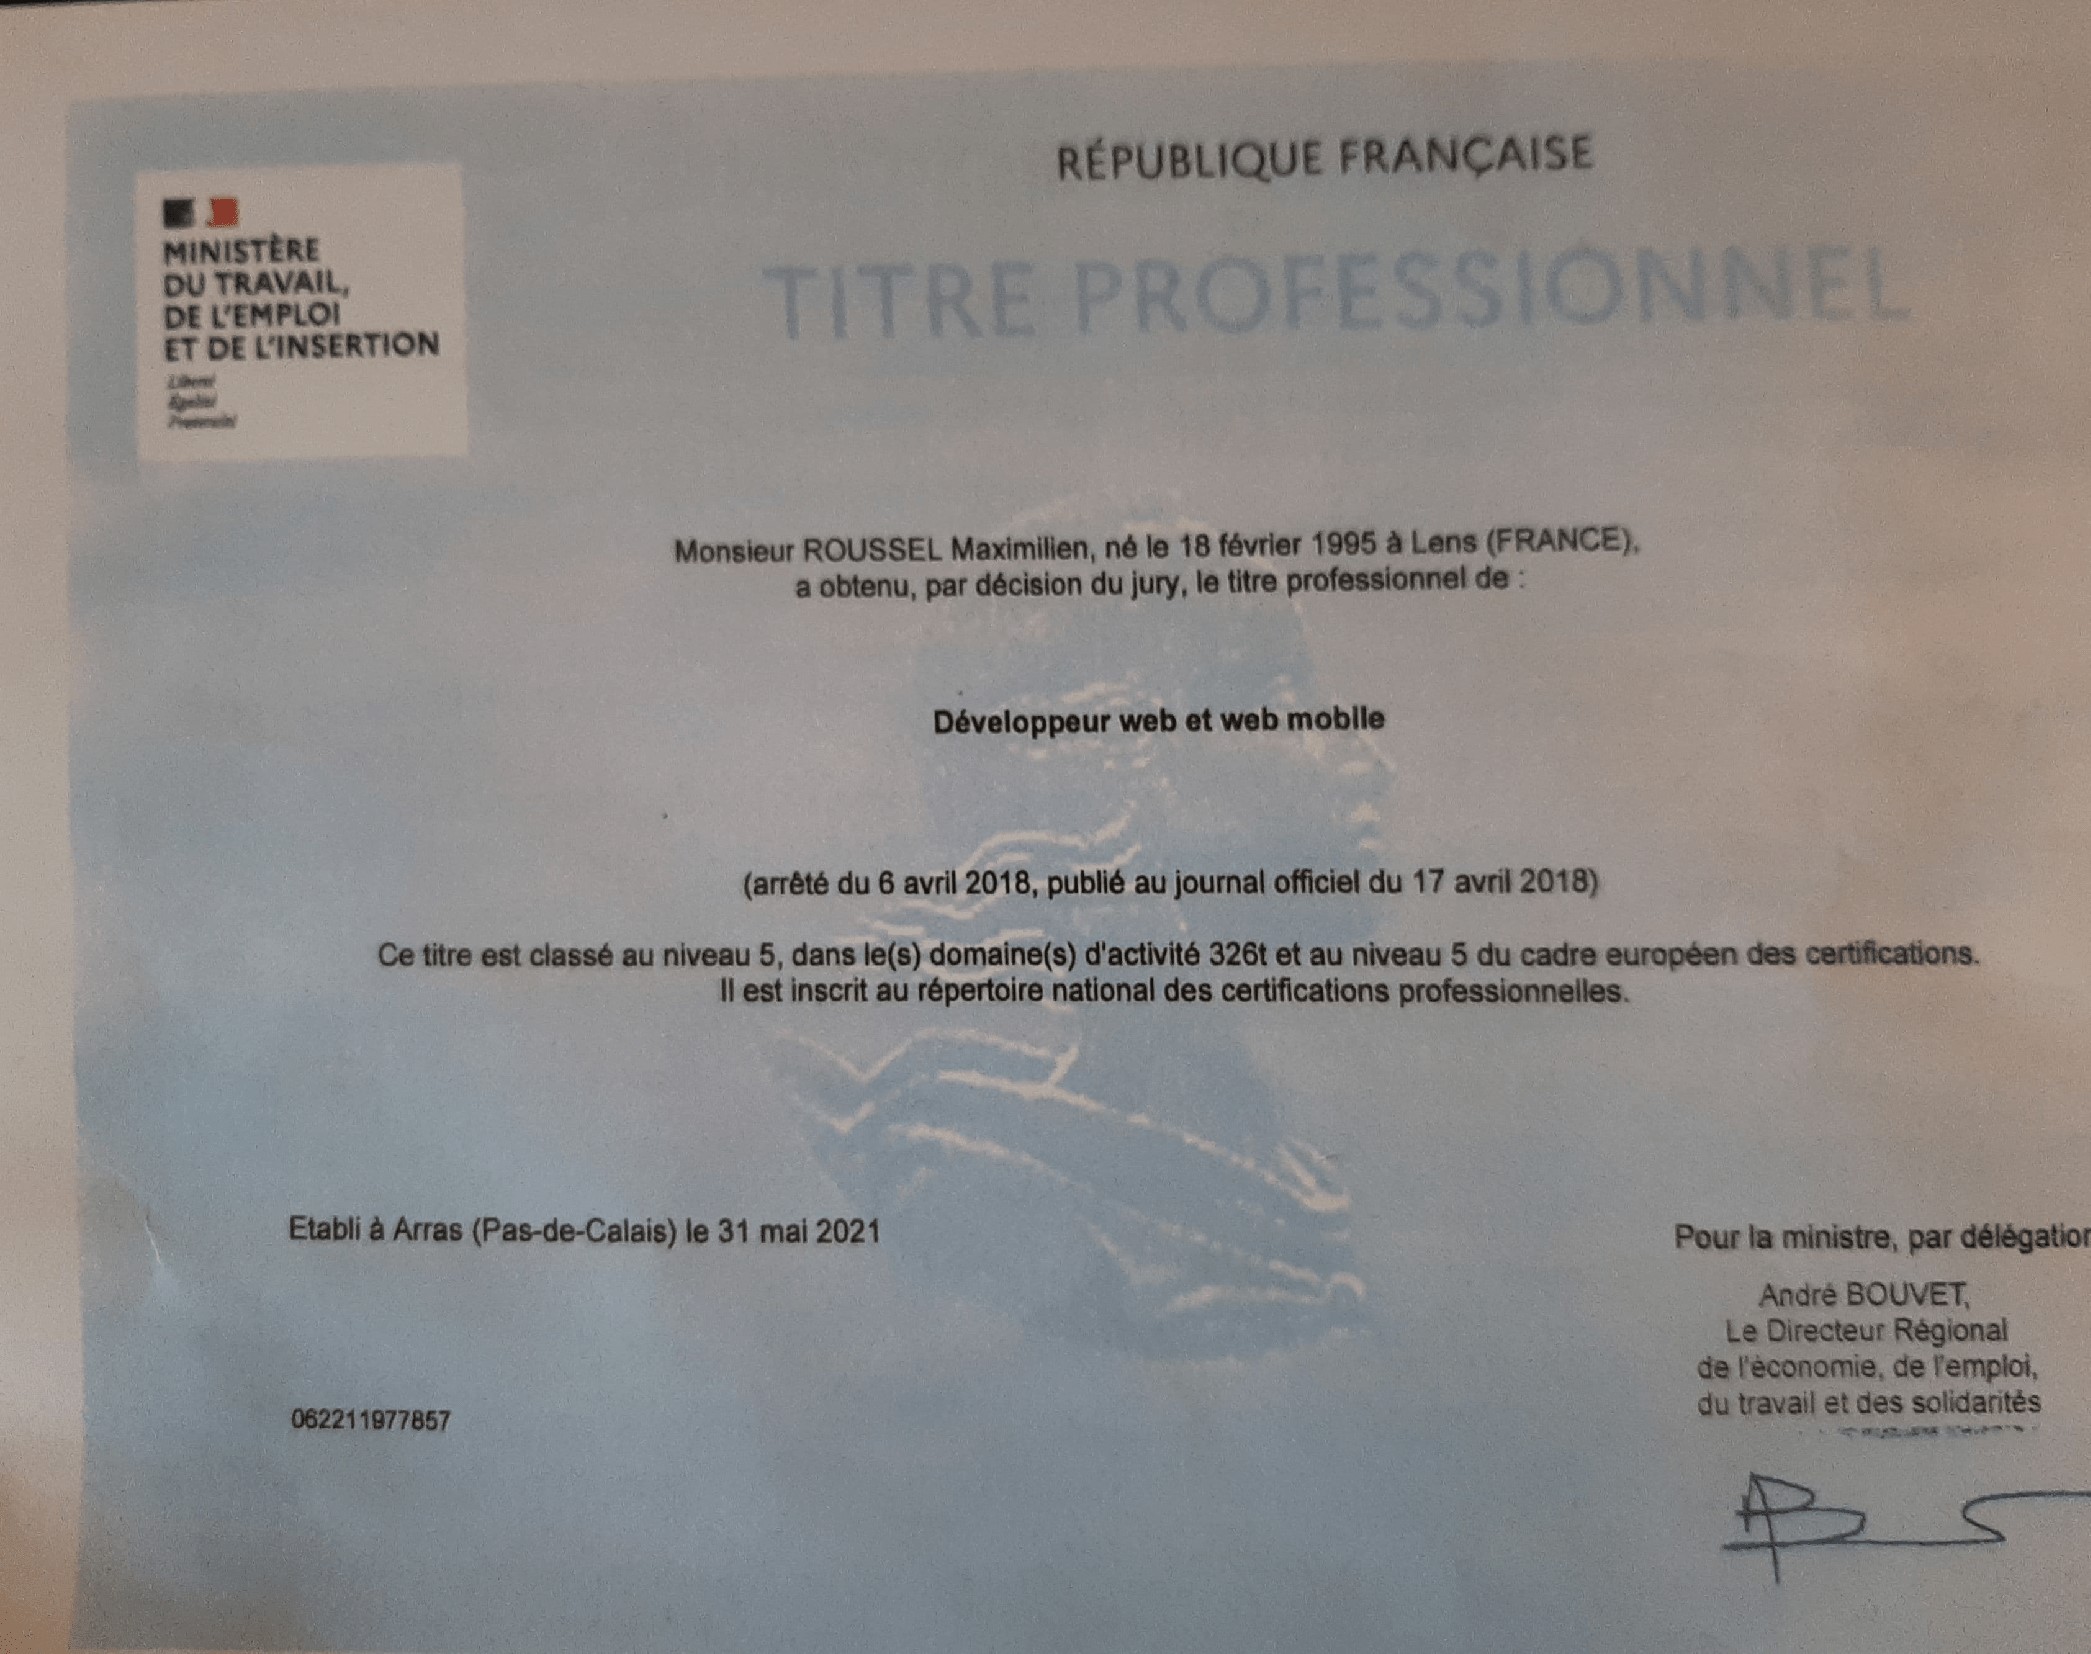 RÉPUBLIQUE FRANÇAISE
TITRE PROFESSIONNEL
MINISTÈRE
DU TRAVAIL,
DE L'EMPLOI
ET DE L'INSERTION
Liberté
Égalité
Fraternité
Monsieur ROUSSEL Maximilien, né le 18 février 1995 à Lens (FRANCE),
a obtenu, par décision du jury, le titre professionnel de :
Développeur web et web mobile
(arrêté du 6 avril 2018, publié au journal officiel du 17 avril 2018)
Ce titre est classé au niveau 5, dans le(s) domaine(s) d'activité 326t et au niveau 5 du cadre européen des certifications.
Il est inscrit au répertoire national des certifications professionnelles.
Etabli à Arras (Pas-de-Calais) le 31 mai 2021
Pour la ministre, par délégation
André BOUVET,
Le Directeur Régional
de l'économie, de l'emploi,
du travail et des solidarités
062211977857